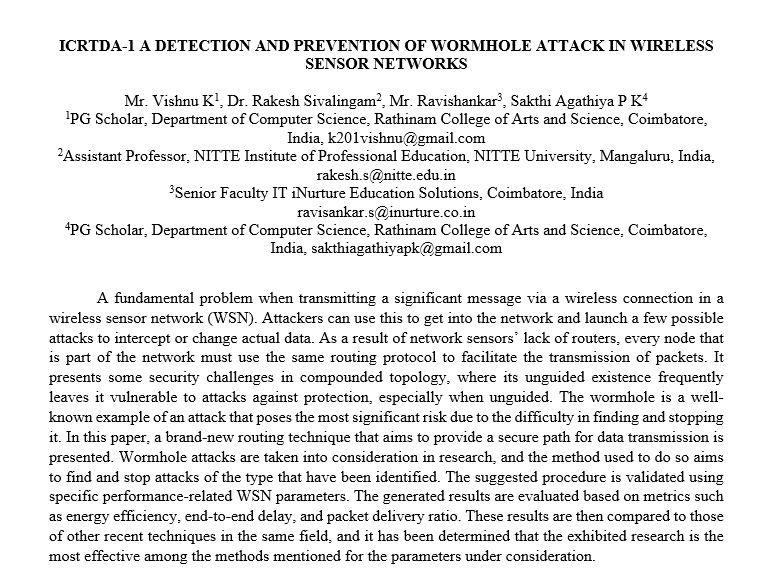 ICRTDA-1 A DETECTION AND PREVENTION OF WORMHOLE ATTACK IN WIRELESS
SENSOR NETWORKS
Mr. Vishnu K¹, Dr. Rakesh Sivalingam², Mr. Ravishankar³, Sakthi Agathiya P K⁴
¹PG Scholar, Department of Computer Science, Rathinam College of Arts and Science, Coimbatore,
India, k201vishnu@gmail.com
²Assistant Professor, NITTE Institute of Professional Education, NITTE University, Mangaluru, India,
rakesh.s@nitte.edu.in
³Senior Faculty IT iNurture Education Solutions, Coimbatore, India
ravisankar.s@inurture.co.in
⁴PG Scholar, Department of Computer Science, Rathinam College of Arts and Science, Coimbatore,
India, sakthiagathiyapk@gmail.com
A fundamental problem when transmitting a significant message via a wireless connection in a
wireless sensor network (WSN). Attackers can use this to get into the network and launch a few possible
attacks to intercept or change actual data. As a result of network sensors’ lack of routers, every node that
is part of the network must use the same routing protocol to facilitate the transmission of packets. It
presents some security challenges in compounded topology, where its unguided existence frequently
leaves it vulnerable to attacks against protection, especially when unguided. The wormhole is a well-
known example of an attack that poses the most significant risk due to the difficulty in finding and stopping
it. In this paper, a brand-new routing technique that aims to provide a secure path for data transmission is
presented. Wormhole attacks are taken into consideration in research, and the method used to do so aims
to find and stop attacks of the type that have been identified. The suggested procedure is validated using
specific performance-related WSN parameters. The generated results are evaluated based on metrics such
as energy efficiency, end-to-end delay, and packet delivery ratio. These results are then compared to those
of other recent techniques in the same field, and it has been determined that the exhibited research is the
most effective among the methods mentioned for the parameters under consideration.